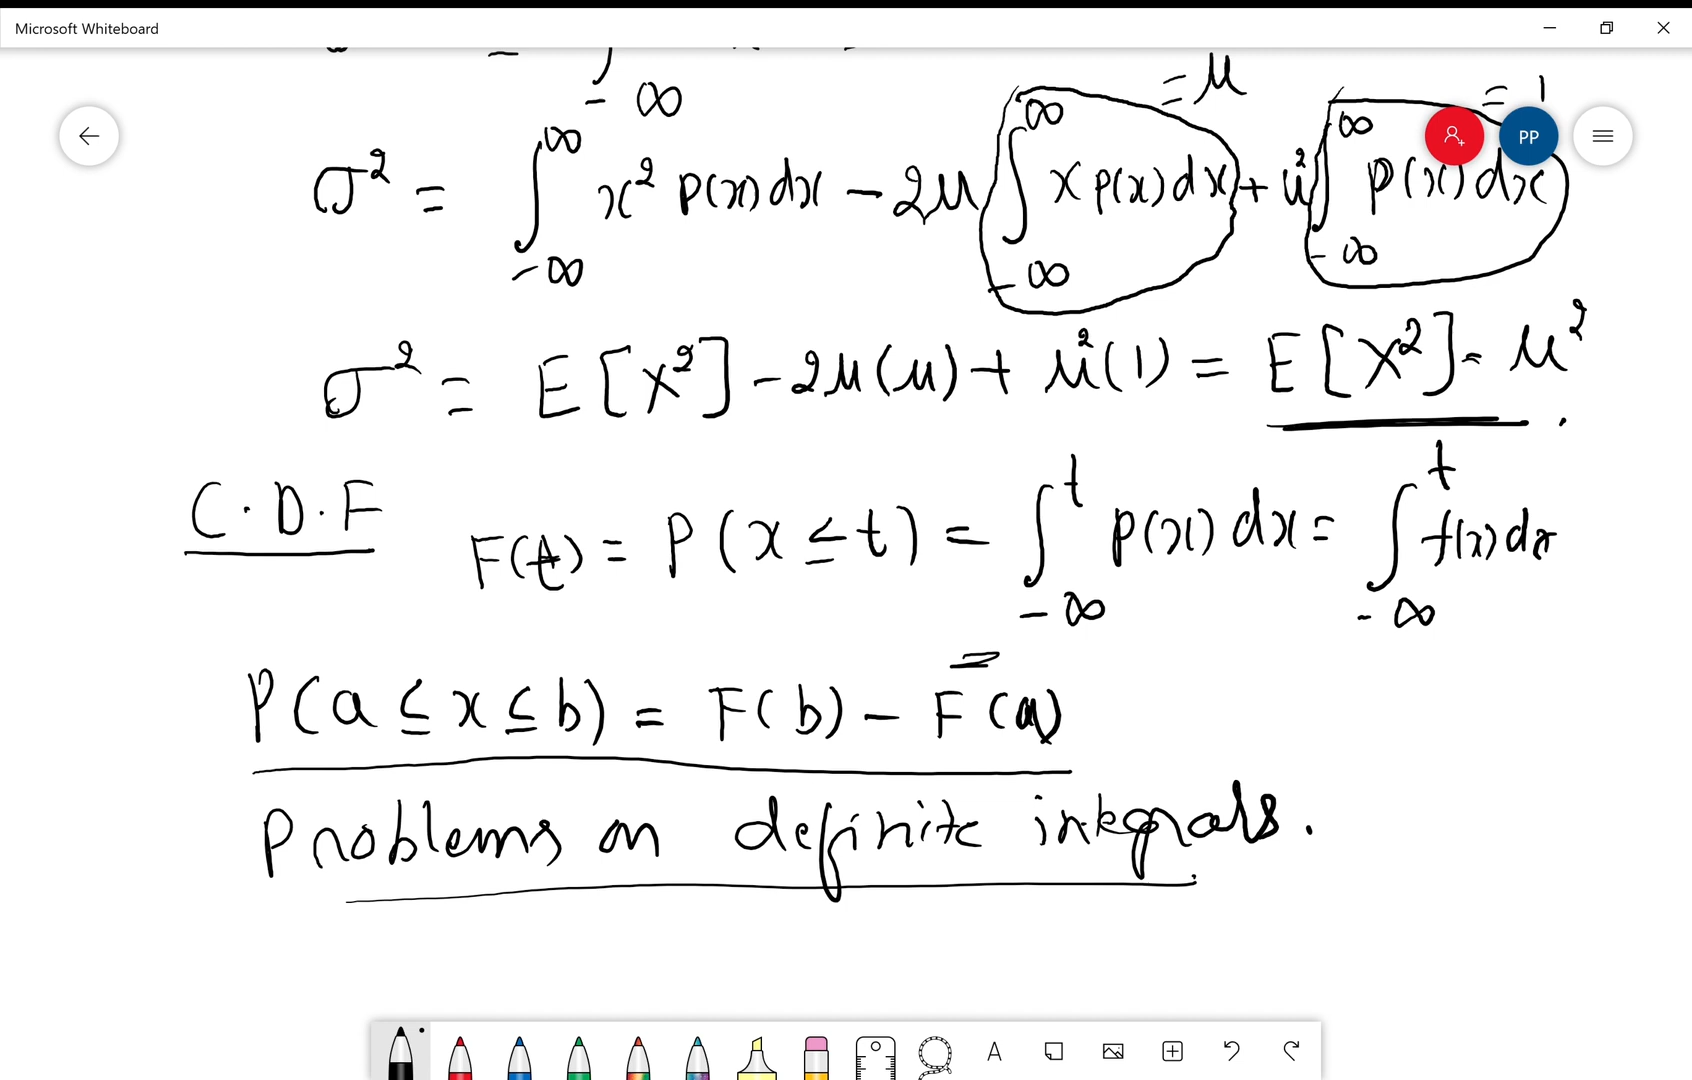 Microsoft Whiteboard
= ∫ - ∞
= μ
= 1
PP
σ² = ∫_{-∞}^{∞} x² p(x) dx - 2μ ∫_{-∞}^{∞} x p(x) dx + μ² ∫_{-∞}^{∞} p(x) dx
σ² = E[X²] - 2μ(μ) + μ²(1) = E[X²] - μ².
C.D.F
F(t) = P(x ≤ t) = ∫_{-∞}^{t} p(x) dx = ∫_{-∞}^{t} f(x) dx
P(a ≤ x ≤ b) = F(b) - F(a)
Problems on definite integrals.
A